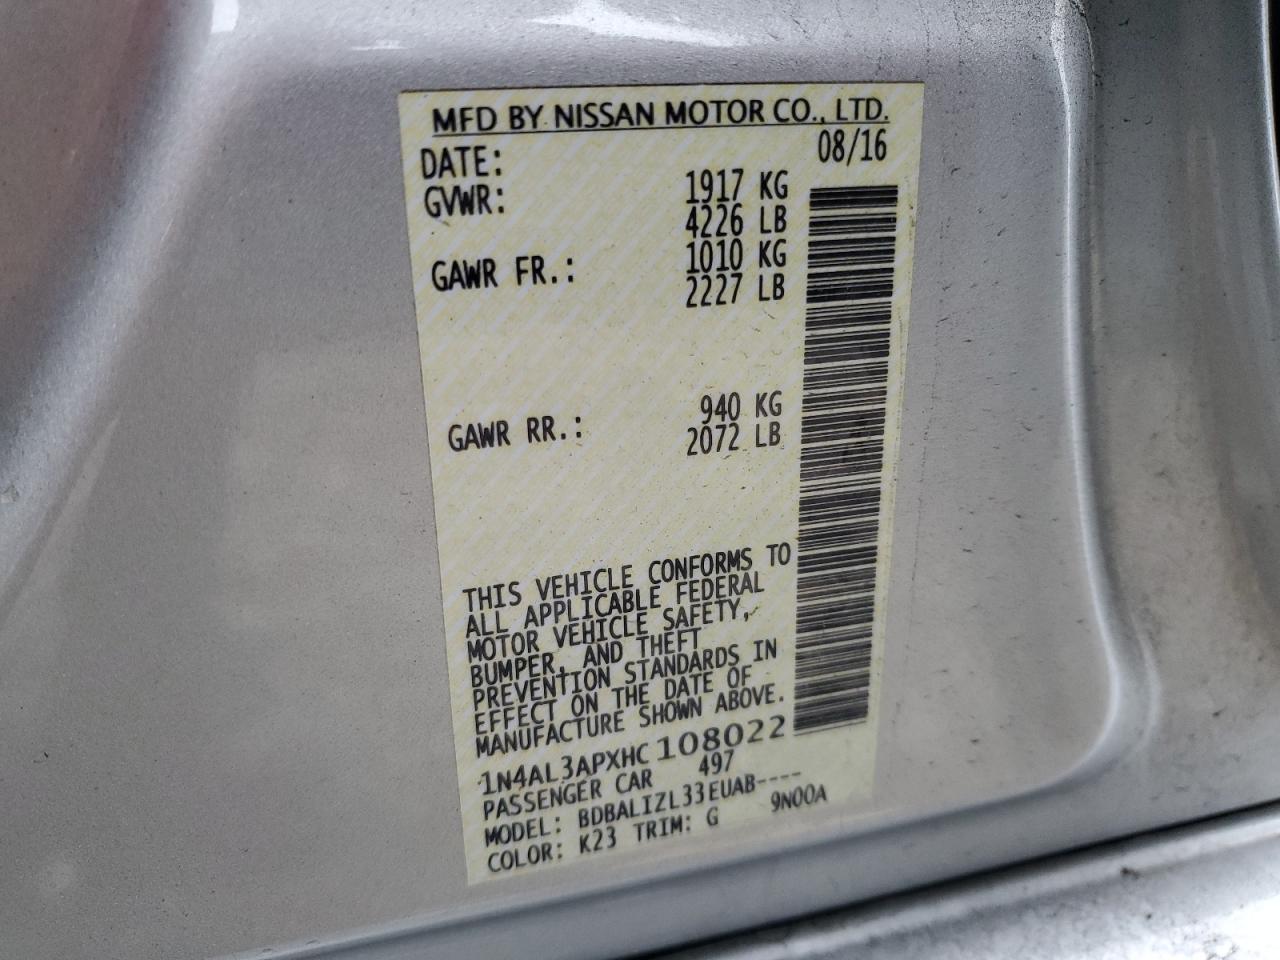 MFD BY NISSAN MOTOR CO., LTD.
DATE: 08/16
GVWR: 1917 KG
4226 LB
GAWR FR.: 1010 KG
2227 LB
GAWR RR.: 940 KG
2072 LB
THIS VEHICLE CONFORMS TO
ALL APPLICABLE FEDERAL
MOTOR VEHICLE SAFETY,
BUMPER, AND THEFT
PREVENTION STANDARDS IN
EFFECT ON THE DATE OF
MANUFACTURE SHOWN ABOVE.
1N4AL3APXHC108022
PASSENGER CAR 497
MODEL: BDBALIZL33EUAB----
COLOR: K23 TRIM: G 9N00A